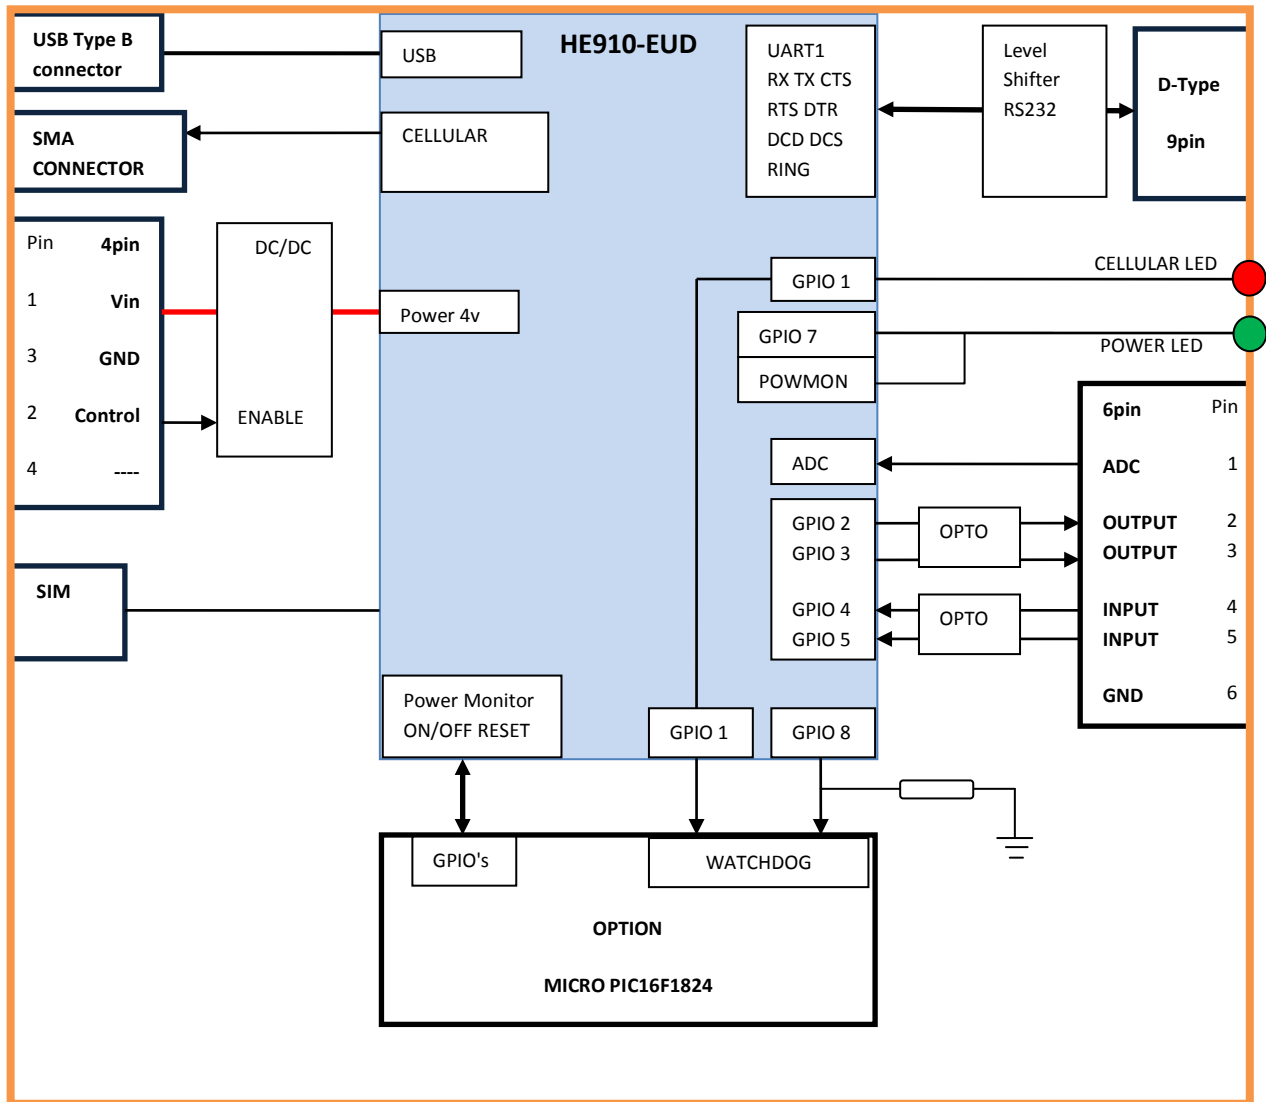 USB Type B
connector
USB
HE910-EUD
UART1
RX TX CTS
RTS DTR
DCD DCS
RING
Level
Shifter
RS232
D-Type
9pin
SMA
CONNECTOR
CELLULAR
Pin 4pin
1 Vin
3 GND
2 Control
4 ----
DC/DC
ENABLE
Power 4v
GPIO 1
CELLULAR LED
GPIO 7
POWMON
POWER LED
6pin Pin
ADC 1
OUTPUT 2
OUTPUT 3
INPUT 4
INPUT 5
GND 6
ADC
GPIO 2
GPIO 3
GPIO 4
GPIO 5
OPTO
OPTO
SIM
Power Monitor
ON/OFF RESET
GPIO 1
GPIO 8
GPIO's
WATCHDOG
OPTION
MICRO PIC16F1824